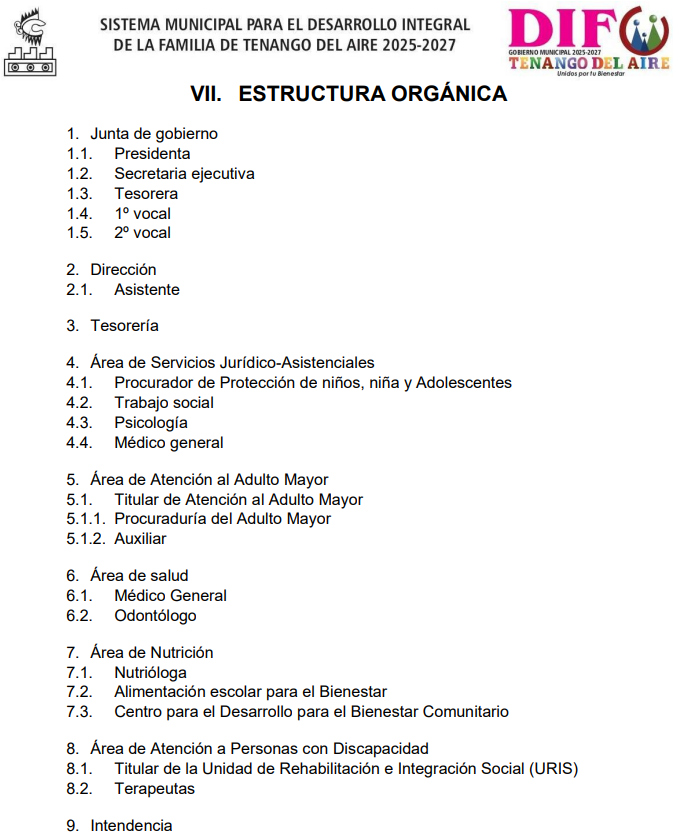 SISTEMA MUNICIPAL PARA EL DESARROLLO INTEGRAL
DE LA FAMILIA DE TENANGO DEL AIRE 2025-2027
DIF
GOBIERNO MUNICIPAL 2025-2027
TENANGO DEL AIRE
Unidos por tu Bienestar
VII. ESTRUCTURA ORGÁNICA
1. Junta de gobierno
1.1. Presidenta
1.2. Secretaria ejecutiva
1.3. Tesorera
1.4. 1º vocal
1.5. 2º vocal
2. Dirección
2.1. Asistente
3. Tesorería
4. Área de Servicios Jurídico-Asistenciales
4.1. Procurador de Protección de niños, niña y Adolescentes
4.2. Trabajo social
4.3. Psicología
4.4. Médico general
5. Área de Atención al Adulto Mayor
5.1. Titular de Atención al Adulto Mayor
5.1.1. Procuraduría del Adulto Mayor
5.1.2. Auxiliar
6. Área de salud
6.1. Médico General
6.2. Odontólogo
7. Área de Nutrición
7.1. Nutrióloga
7.2. Alimentación escolar para el Bienestar
7.3. Centro para el Desarrollo para el Bienestar Comunitario
8. Área de Atención a Personas con Discapacidad
8.1. Titular de la Unidad de Rehabilitación e Integración Social (URIS)
8.2. Terapeutas
9. Intendencia